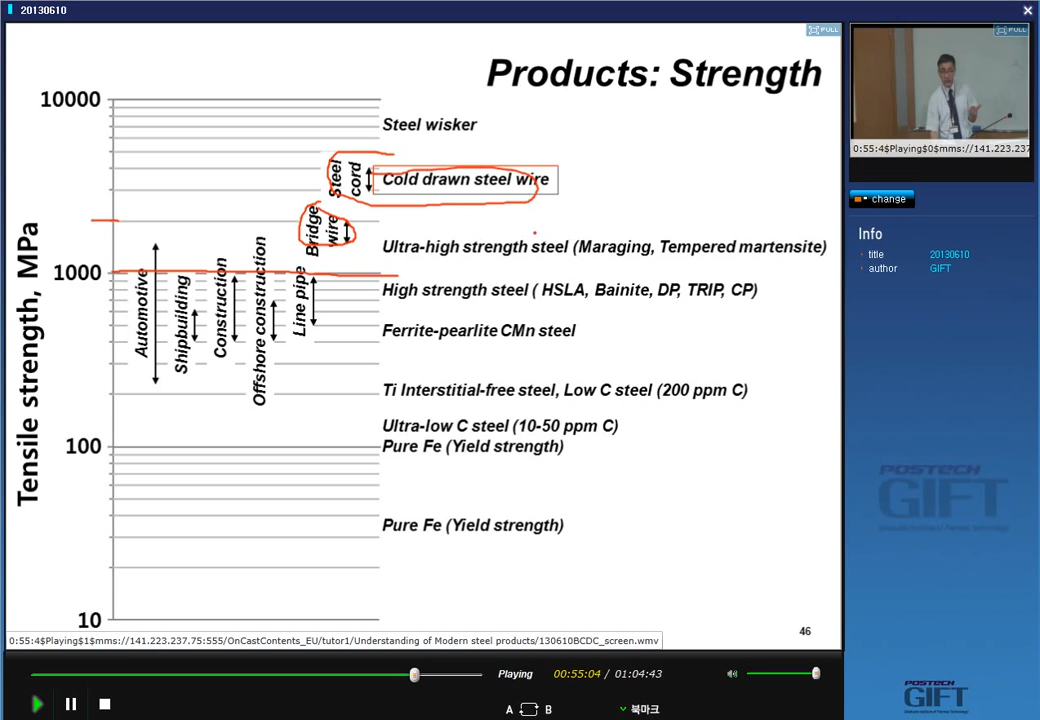 20130610
FULL
FULL
Products: Strength
10000
Steel wisker
Steel cord
Cold drawn steel wire
Bridge wire
Ultra-high strength steel (Maraging, Tempered martensite)
1000
High strength steel ( HSLA, Bainite, DP, TRIP, CP)
Automotive
Shipbuilding
Construction
Offshore construction
Line pipe
Ferrite-pearlite CMn steel
Tensile strength, MPa
Ti Interstitial-free steel, Low C steel (200 ppm C)
Ultra-low C steel (10-50 ppm C)
100
Pure Fe (Yield strength)
Pure Fe (Yield strength)
10
46
0:55:4$Playing$1$mms://141.223.237.75:555/OnCastContents_EU/tutor1/Understanding of Modern steel products/130610BCDC_screen.wmv
0:55:4$Playing$0$mms://141.223.237
change
Info
title 20130610
author GIFT
POSTECH
GIFT
Playing 00:55:04 / 01:04:43
A B 북마크
POSTECH
GIFT